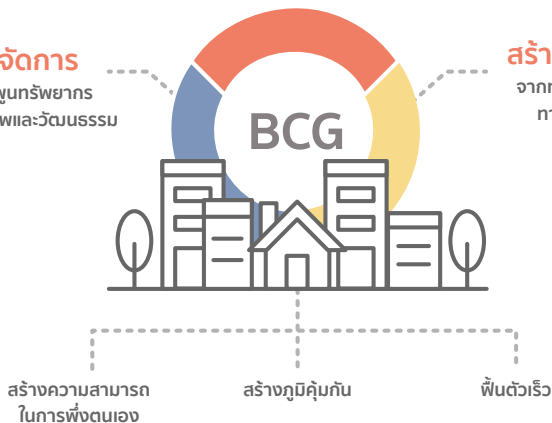 จัดการ
สร้า
พูนทรัพยากร
จากท
พและวัฒนธรรม
ทา
BCG
สร้างความสามารถ
ในการพึ่งตนเอง
สร้างภูมิคุ้มกัน
ฟื้นตัวเร็ว